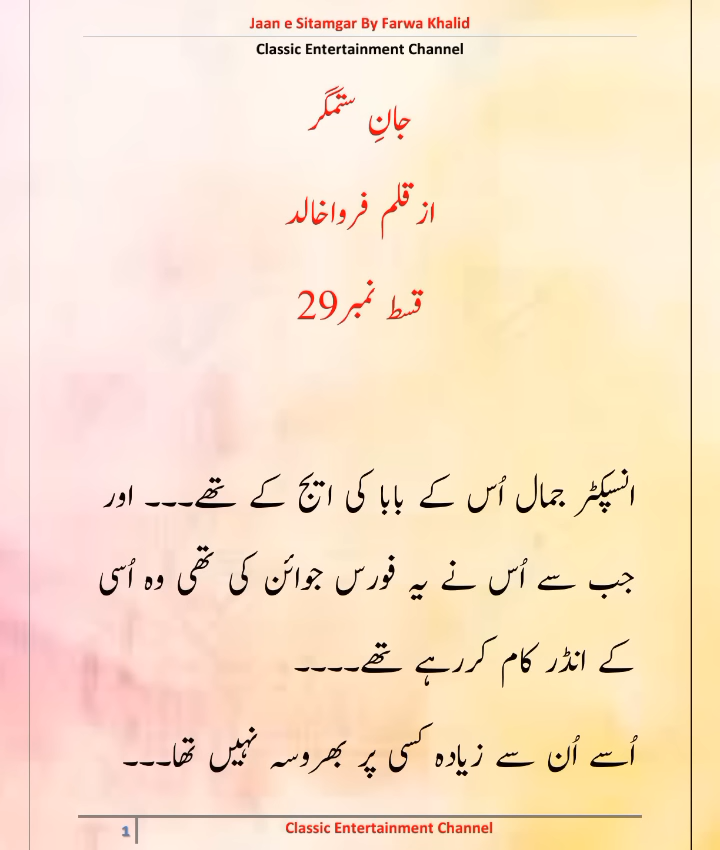 Jaan e Sitamgar By Farwa Khalid
Classic Entertainment Channel
جانِ ستمگر
از قلم فرواخالد
قسط نمبر29
انسپکٹر جمال اُس کے بابا کی ایج کے تھے۔۔۔ اور
جب سے اُس نے یہ فورس جوائن کی تھی وہ اُسی
کے انڈر کام کررہے تھے۔۔۔۔
اُسے اُن سے زیادہ کسی پر بھروسہ نہیں تھا۔۔۔
1
Classic Entertainment Channel